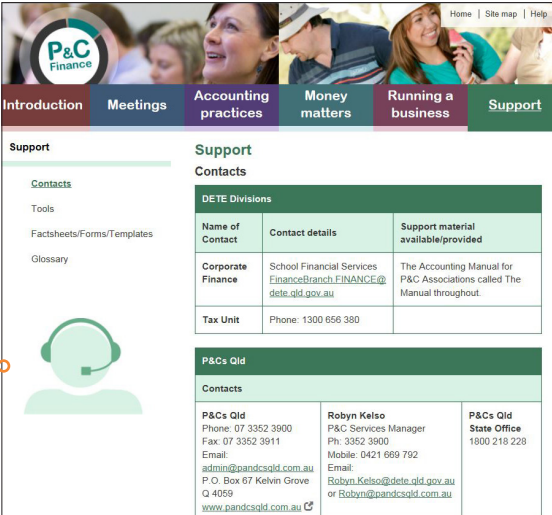 Home | Site map | Help
P&C
Finance
Introduction
Meetings
Accounting
practices
Money
matters
Running a
business
Support
Support
Contacts
Tools
Factsheets/Forms/Templates
Glossary
Support
Contacts
DETE Divisions
Name of
Contact
Contact details
Support material
available/provided
Corporate
Finance
School Financial Services
FinanceBranch.FINANCE@
dete.qld.gov.au
The Accounting Manual for
P&C Associations called The
Manual throughout.
Tax Unit
Phone: 1300 656 380
P&Cs Qld
Contacts
P&Cs Qld
Phone: 07 3352 3900
Fax: 07 3352 3911
Email:
admin@pandcsqld.com.au
P.O. Box 67 Kelvin Grove
Q 4059
www.pandcsqld.com.au
Robyn Kelso
P&C Services Manager
Ph: 3352 3900
Mobile: 0421 669 792
Email:
Robyn.Kelso@dete.qld.gov.au
or Robyn@pandcsqld.com.au
P&Cs Qld
State Office
1800 218 228